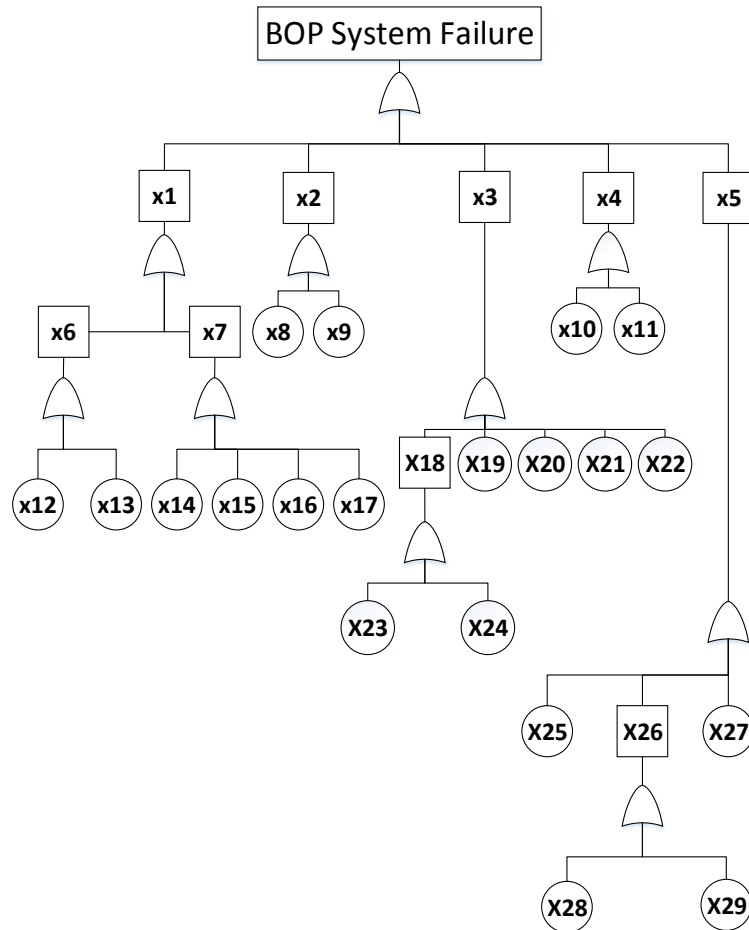 BOP System Failure
x1 x2 x3 x4 x5
x6 x7 x8 x9 x10 x11
X18 X19 X20 X21 X22
x12 x13 x14 x15 x16 x17
X23 X24
X25 X26 X27
X28 X29